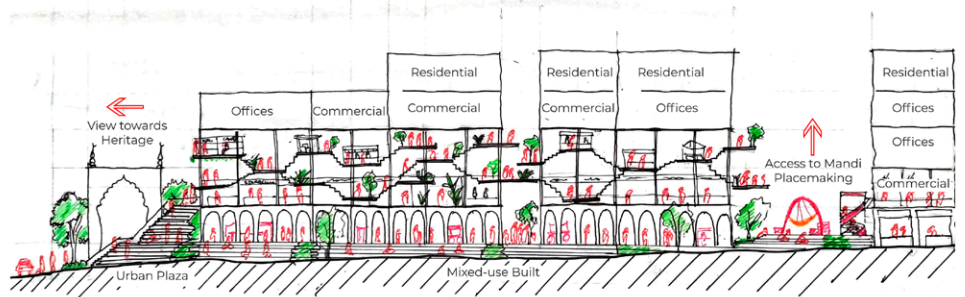 Residential
Residential
Residential
Residential
Offices
Commercial
Commercial
Commercial
Offices
Offices
View towards
Heritage
Offices
Access to Mandi
Placemaking
Commercial
Urban Plaza
Mixed-use Built